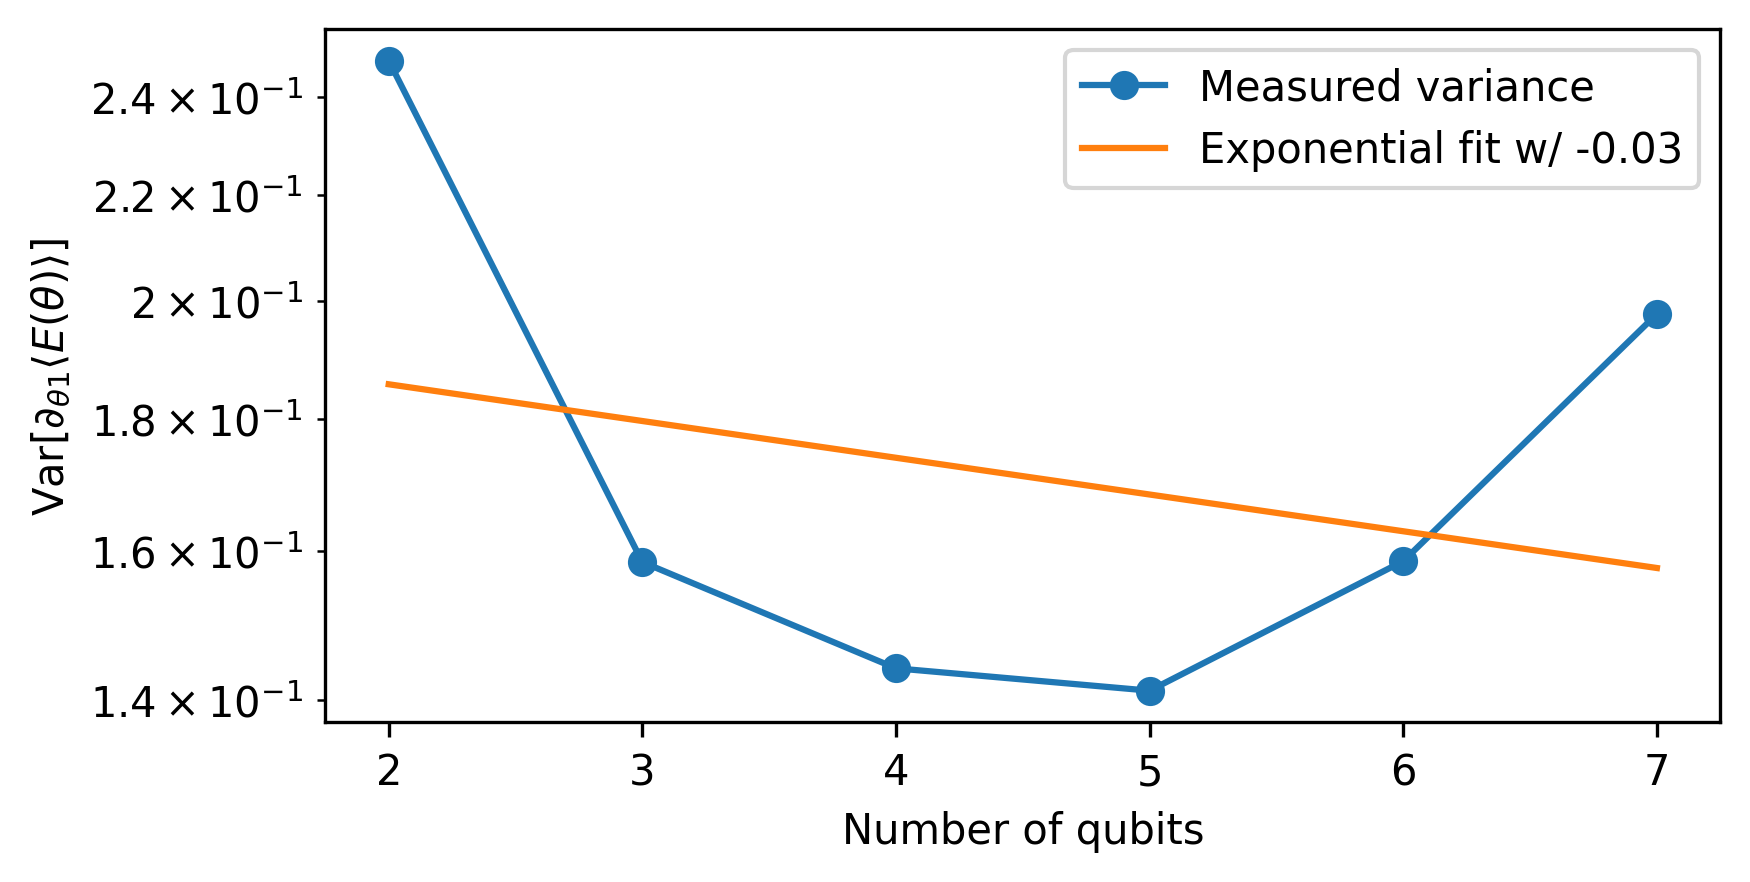 Measured variance
Exponential fit w/ -0.03
Var[∂θ1⟨E(θ)⟩]
2.4 × 10⁻¹
2.2 × 10⁻¹
2 × 10⁻¹
1.8 × 10⁻¹
1.6 × 10⁻¹
1.4 × 10⁻¹
2 3 4 5 6 7
Number of qubits